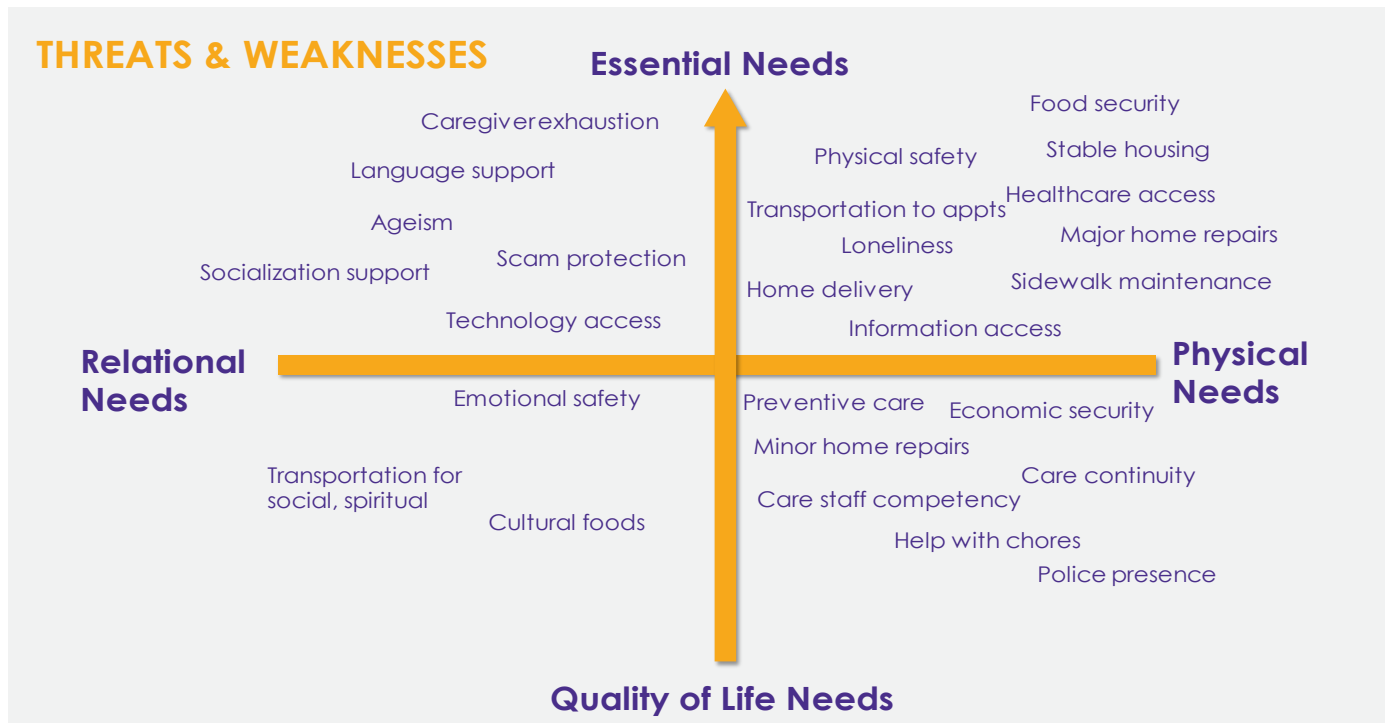 THREATS & WEAKNESSES
Essential Needs
Food security
Caregiver exhaustion
Physical safety
Stable housing
Language support
Healthcare access
Transportation to appts
Ageism
Loneliness
Major home repairs
Scam protection
Socialization support
Home delivery
Sidewalk maintenance
Technology access
Information access
Relational
Needs
Physical
Needs
Emotional safety
Preventive care
Economic security
Minor home repairs
Transportation for
social, spiritual
Care continuity
Care staff competency
Cultural foods
Help with chores
Police presence
Quality of Life Needs